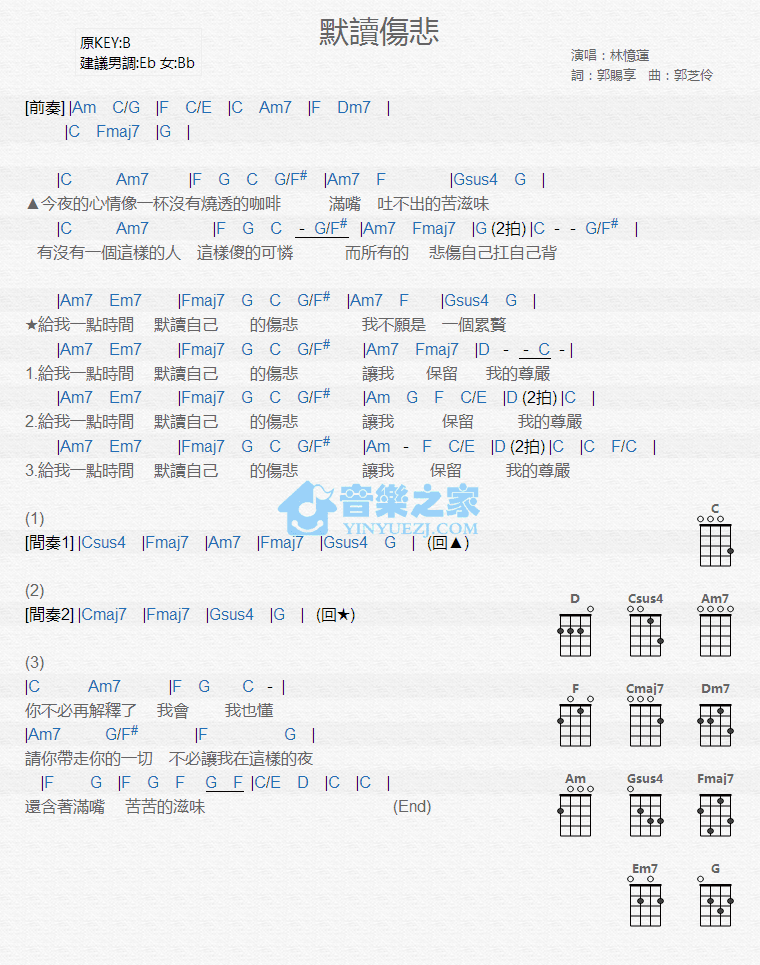 默讀傷悲
原KEY:B
建議男調:Eb 女:Bb
演唱：林憶蓮
詞：郭賜享 曲：郭芝伶
[前奏] |Am C/G |F C/E |C Am7 |F Dm7 |
|C Fmaj7 |G |
|C Am7 |F G C G/F# |Am7 F |Gsus4 G |
▲今夜的心情像一杯沒有燒透的咖啡 滿嘴 吐不出的苦滋味
|C Am7 |F G C - G/F# |Am7 Fmaj7 |G (2拍) |C - - G/F# |
有沒有一個這樣的人 這樣傻的可憐 而所有的 悲傷自己扛自己背
|Am7 Em7 |Fmaj7 G C G/F# |Am7 F |Gsus4 G |
★給我一點時間 默讀自己 的傷悲 我不願是 一個累贅
|Am7 Em7 |Fmaj7 G C G/F# |Am7 Fmaj7 |D - - C - |
1.給我一點時間 默讀自己 的傷悲 讓我 保留 我的尊嚴
|Am7 Em7 |Fmaj7 G C G/F# |Am G F C/E |D (2拍) |C |
2.給我一點時間 默讀自己 的傷悲 讓我 保留 我的尊嚴
|Am7 Em7 |Fmaj7 G C G/F# |Am - F C/E |D (2拍) |C |C F/C |
3.給我一點時間 默讀自己 的傷悲 讓我 保留 我的尊嚴
音樂之家
YINYUEZJ.COM
(1)
[間奏1] |Csus4 |Fmaj7 |Am7 |Fmaj7 |Gsus4 G | (回▲)
(2)
[間奏2] |Cmaj7 |Fmaj7 |Gsus4 |G | (回★)
(3)
|C Am7 |F G C - |
你不必再解釋了 我會 我也懂
|Am7 G/F# |F G |
請你帶走你的一切 不必讓我在這樣的夜
|F G |F G F G F |C/E D |C |C |
還含著滿嘴 苦苦的滋味 (End)
C
D Csus4 Am7
F Cmaj7 Dm7
Am Gsus4 Fmaj7
Em7 G